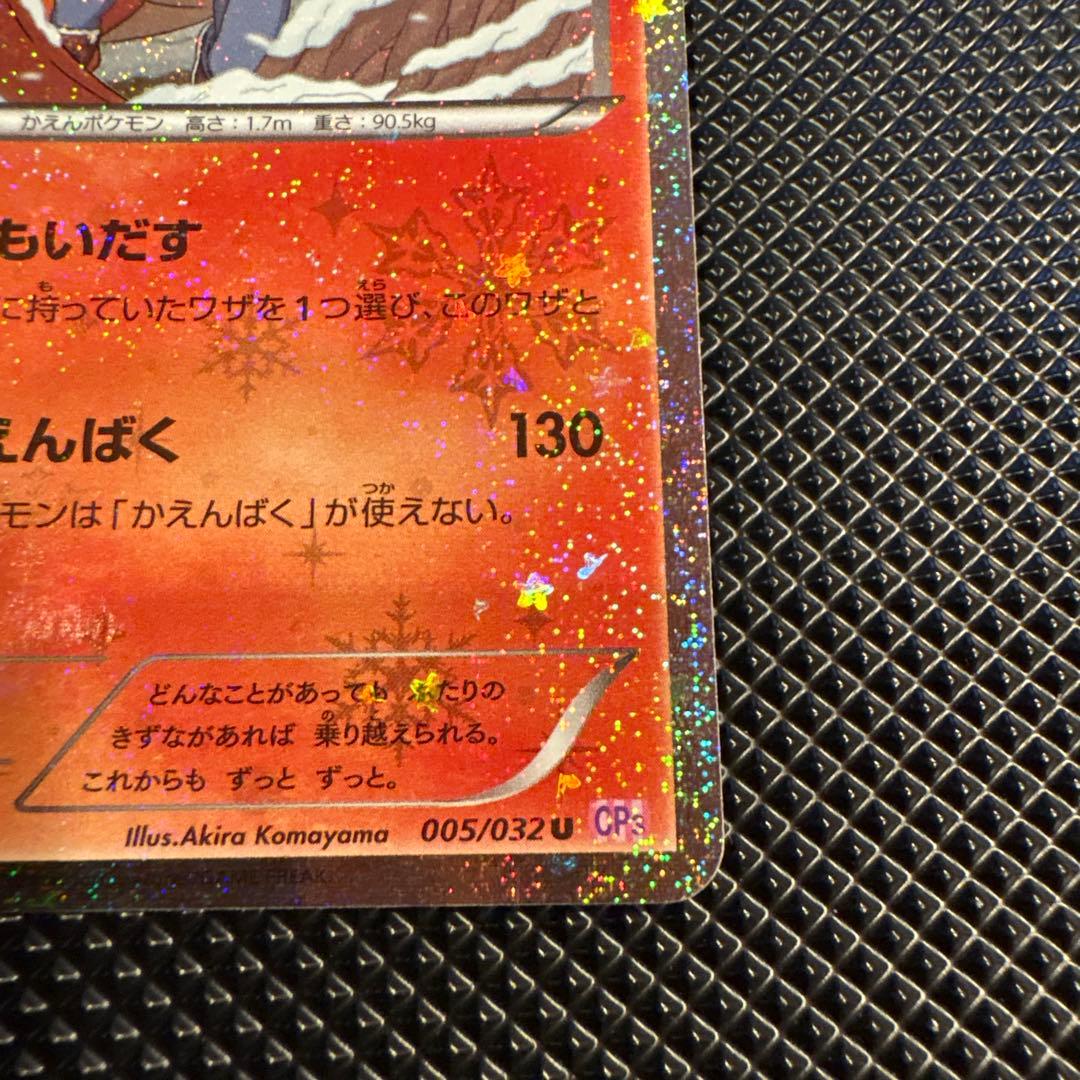 かえんポケモン 高さ：1.7m 重さ：90.5kg
もいだす
に持っていたワザを1つ選び、このワザと
えんばく 130
モンは「かえんばく」が使えない。
どんなことがあっても ふたりの
きずながあれば 乗り越えられる。
これからも ずっと ずっと。
Illus.Akira Komayama 005/032 U CP3
GAME FREAK.